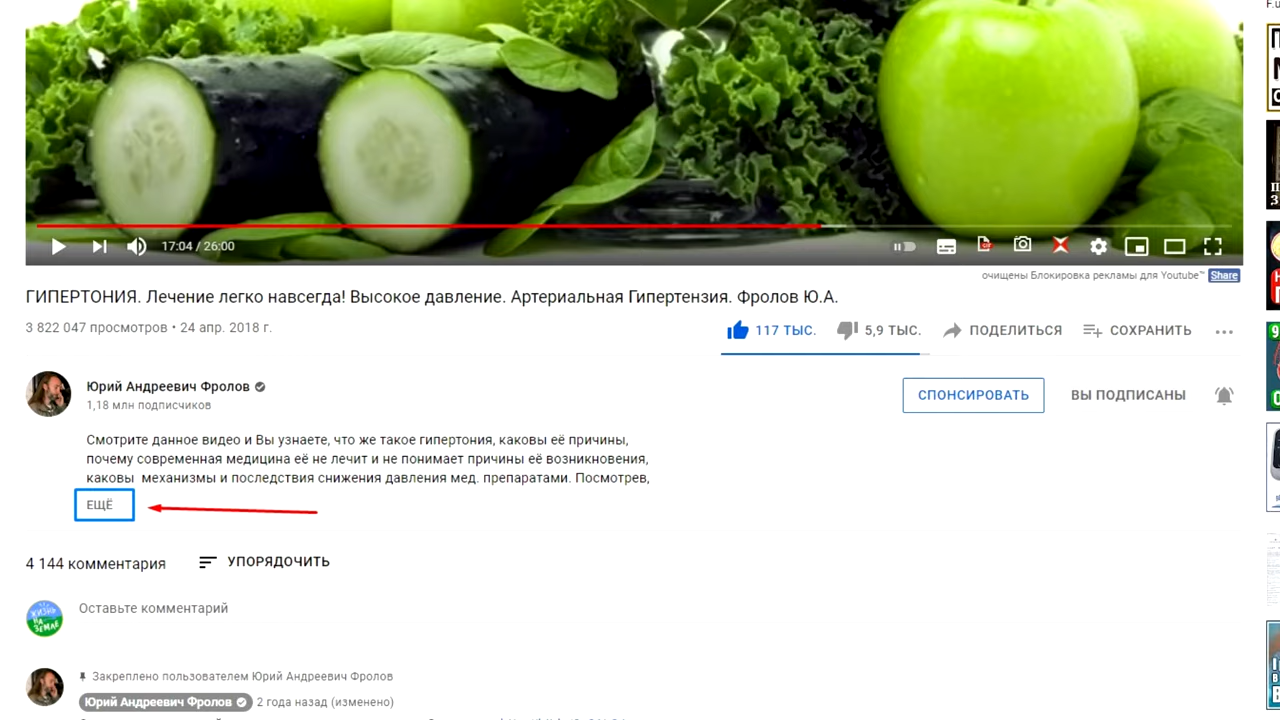 17:04 / 26:00
очищены Блокировка рекламы для Youtube™ Share
ГИПЕРТОНИЯ. Лечение легко навсегда! Высокое давление. Артериальная Гипертензия. Фролов Ю.А.
3 822 047 просмотров • 24 апр. 2018 г.
117 ТЫС.
5,9 ТЫС.
ПОДЕЛИТЬСЯ
СОХРАНИТЬ
Юрий Андреевич Фролов
1,18 млн подписчиков
СПОНСИРОВАТЬ
ВЫ ПОДПИСАНЫ
Смотрите данное видео и Вы узнаете, что же такое гипертония, каковы её причины,
почему современная медицина её не лечит и не понимает причины её возникновения,
каковы механизмы и последствия снижения давления мед. препаратами. Посмотрев,
ЕЩЁ
4 144 комментария
УПОРЯДОЧИТЬ
ЖИЗНЬ
НА
ЗЕМЛЕ
Оставьте комментарий
Закреплено пользователем Юрий Андреевич Фролов
Юрий Андреевич Фролов
2 года назад (изменено)